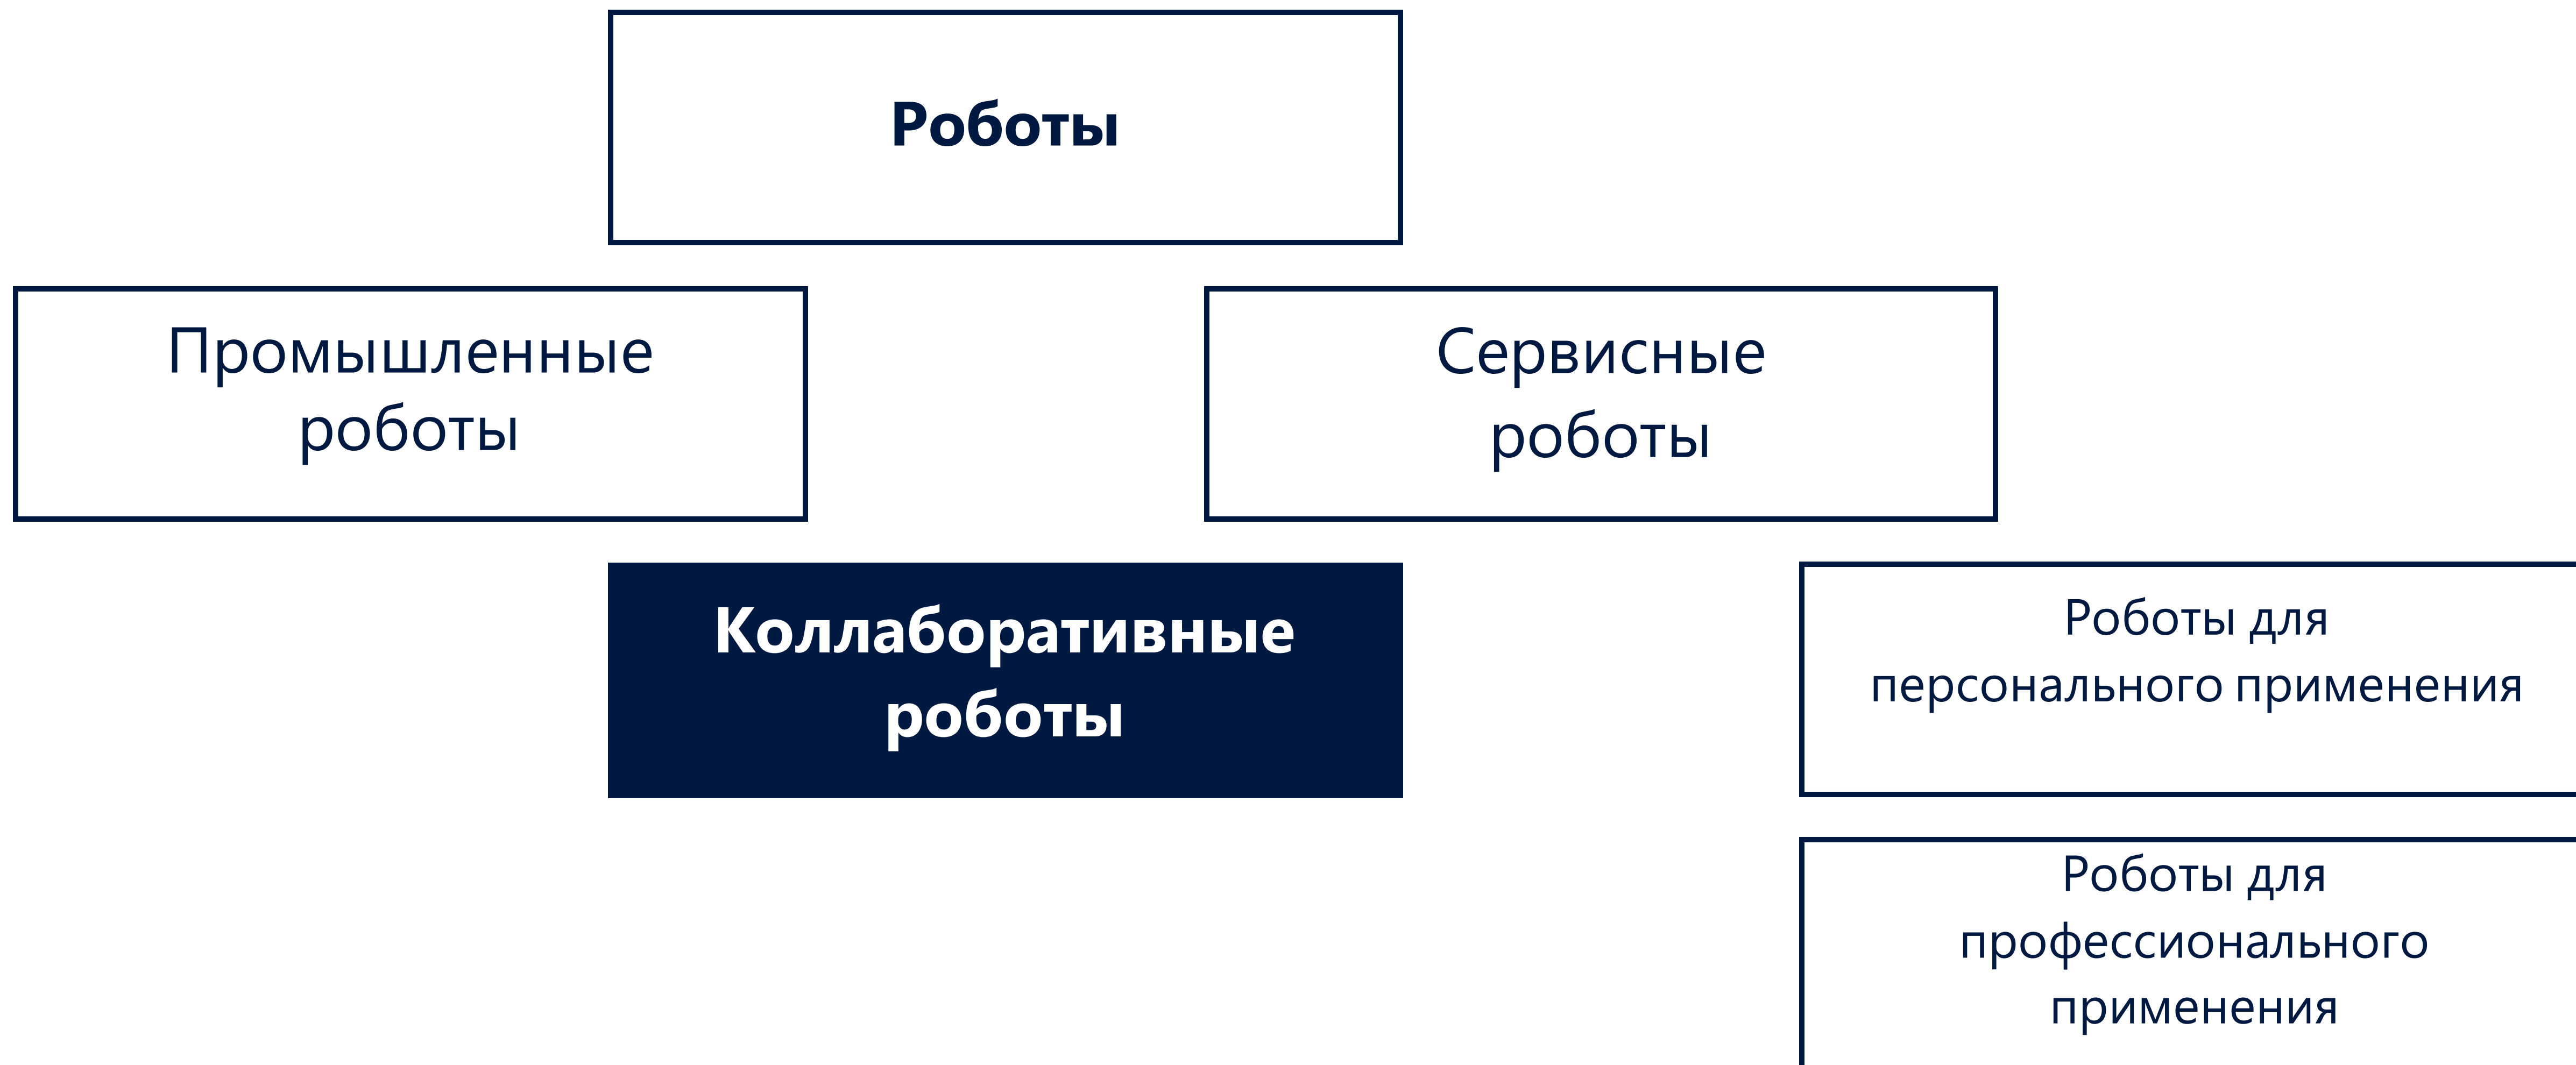 Роботы
Промышленные
роботы
Сервисные
роботы
Коллаборативные
роботы
Роботы для
персонального применения
Роботы для
профессионального
применения